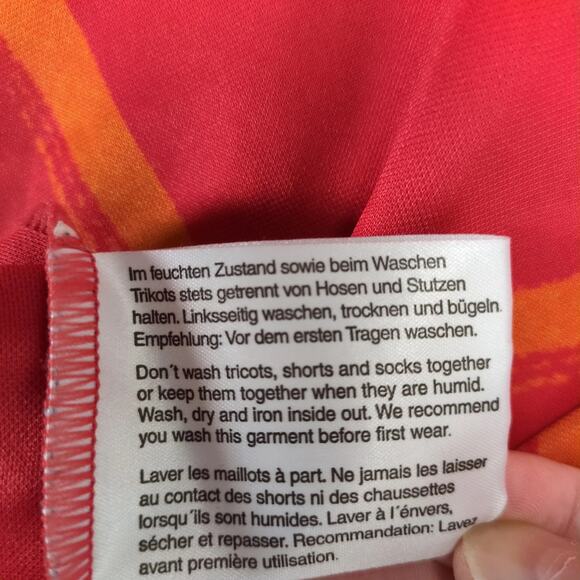 Im feuchten Zustand sowie beim Waschen
Trikots stets getrennt von Hosen und Stutzen
halten. Linksseitig waschen, trocknen und bügeln.
Empfehlung: Vor dem ersten Tragen waschen.
Don´t wash tricots, shorts and socks together
or keep them together when they are humid.
Wash, dry and iron inside out. We recommend
you wash this garment before first wear.
Laver les maillots à part. Ne jamais les laisser
au contact des shorts ni des chaussettes
lorsqu´ils sont humides. Laver à l´énvers,
sécher et repasser. Recommandation: Lavez
avant première utilisation.